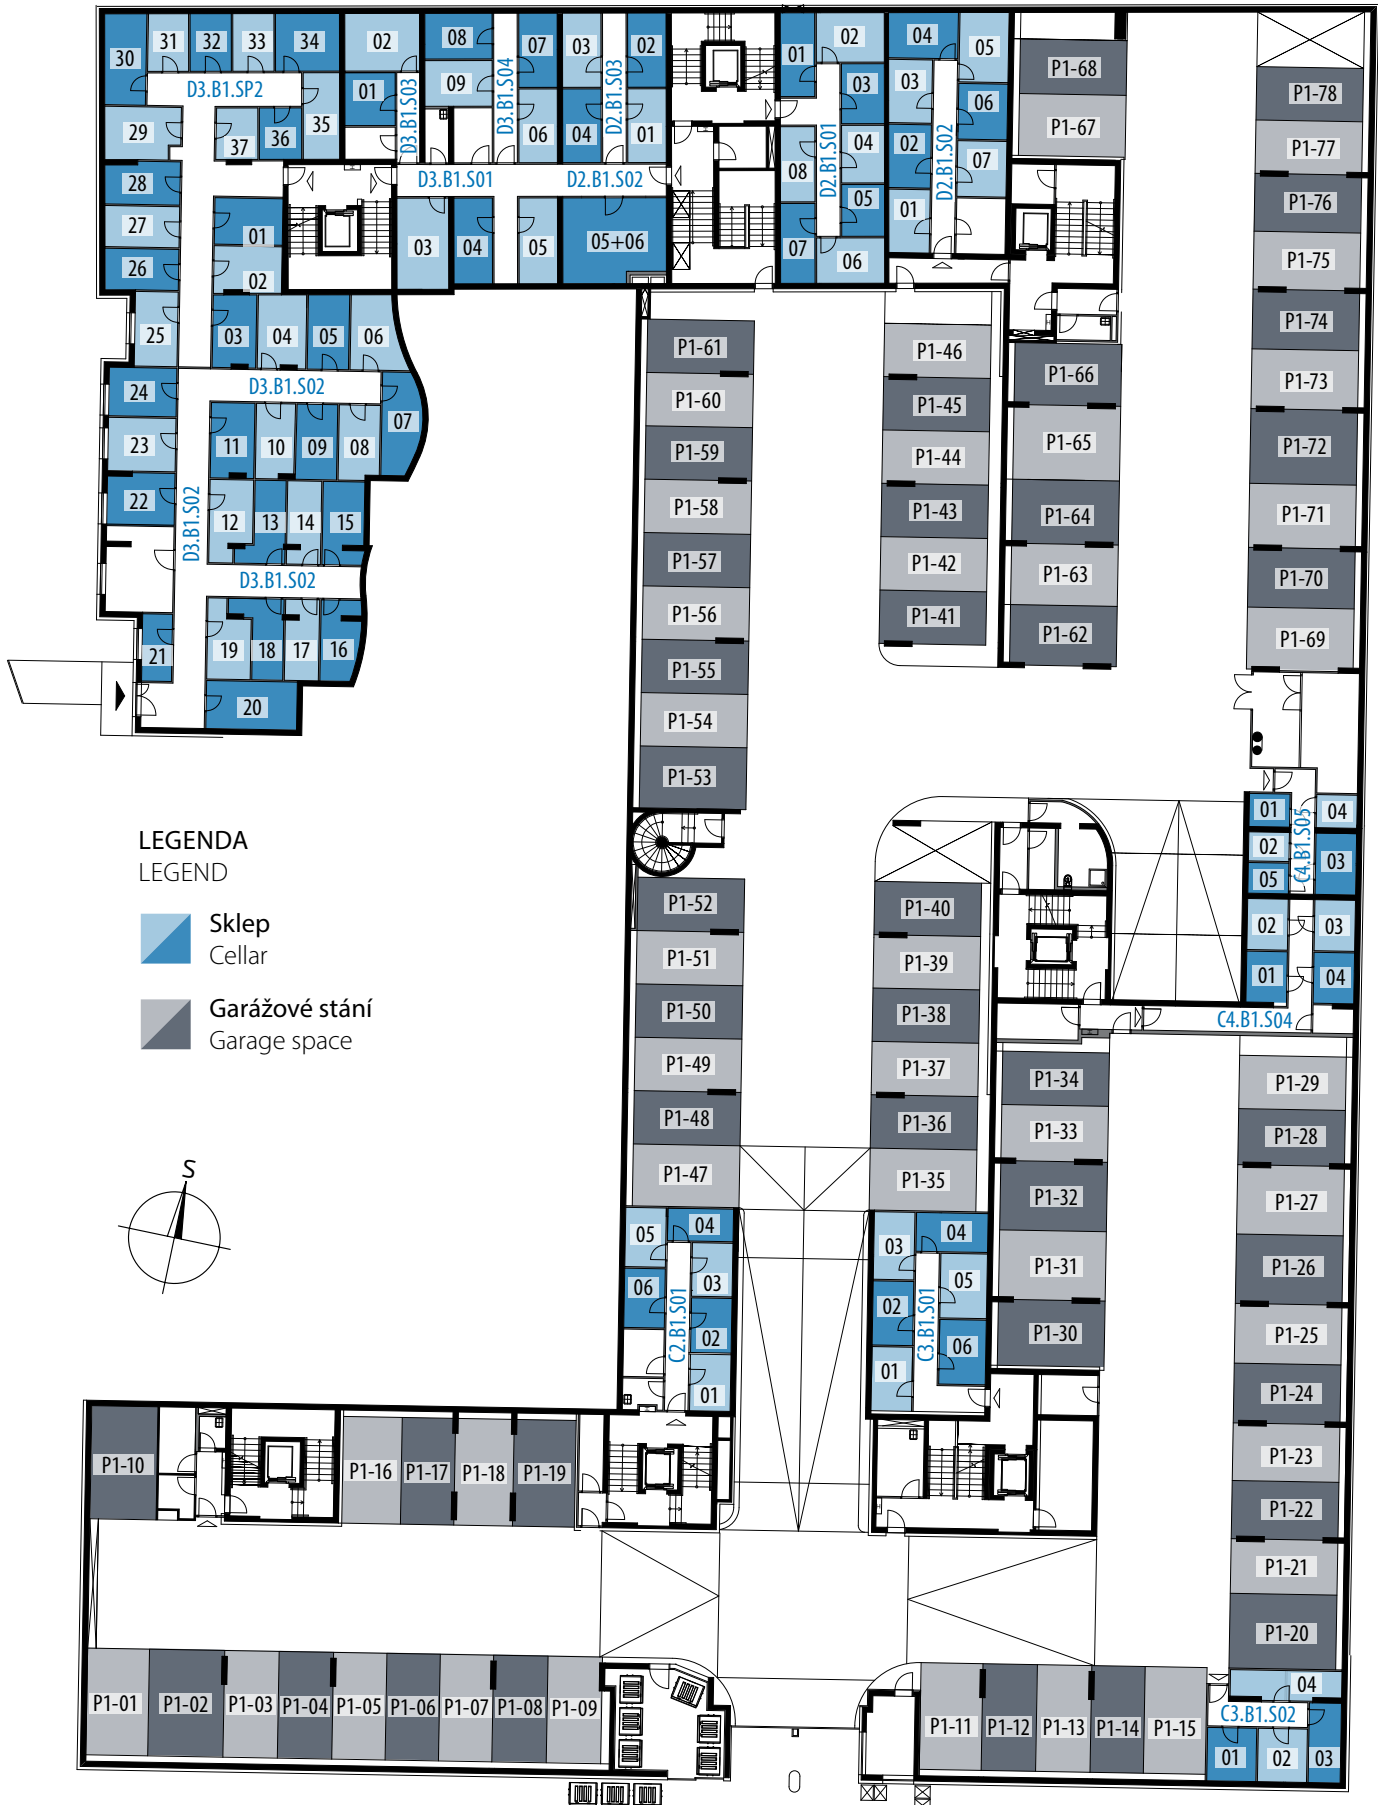 30
31
32
33
34
D3.B1.SP2
29
28
27
26
37
36
35
01
02
25
24
23
22
21
02
01
D3.B1.S03
08
09
D3.B1.S04
07
06
03
04
D2.B1.S03
02
01
D3.B1.S01
D2.B1.S02
03
04
05
05+06
03
04
05
06
D3.B1.S02
07
11
10
09
08
D3.B1.S02
12
13
14
15
D3.B1.S02
19
18
17
16
20
01
02
03
04
05
08
07
06
D2.B1.S01
04
03
02
01
D2.B1.S02
05
06
07
P1-68
P1-67
P1-78
P1-77
P1-76
P1-75
P1-74
P1-73
P1-72
P1-71
P1-70
P1-69
P1-66
P1-65
P1-64
P1-63
P1-62
P1-46
P1-45
P1-44
P1-43
P1-42
P1-41
P1-61
P1-60
P1-59
P1-58
P1-57
P1-56
P1-55
P1-54
P1-53
LEGENDA
LEGEND
Sklep
Cellar
Garážové stání
Garage space
S
P1-52
P1-51
P1-50
P1-49
P1-48
P1-47
P1-40
P1-39
P1-38
P1-37
P1-36
P1-35
01
02
05
C4.B1.S05
04
03
02
01
03
04
C4.B1.S04
P1-34
P1-33
P1-32
P1-31
P1-30
P1-29
P1-28
P1-27
P1-26
P1-25
P1-24
P1-23
P1-22
P1-21
P1-20
05
04
06
03
02
01
C2.B1.S01
03
04
02
05
01
06
C3.B1.S01
P1-10
P1-16
P1-17
P1-18
P1-19
P1-01
P1-02
P1-03
P1-04
P1-05
P1-06
P1-07
P1-08
P1-09
P1-11
P1-12
P1-13
P1-14
P1-15
04
C3.B1.S02
01
02
03